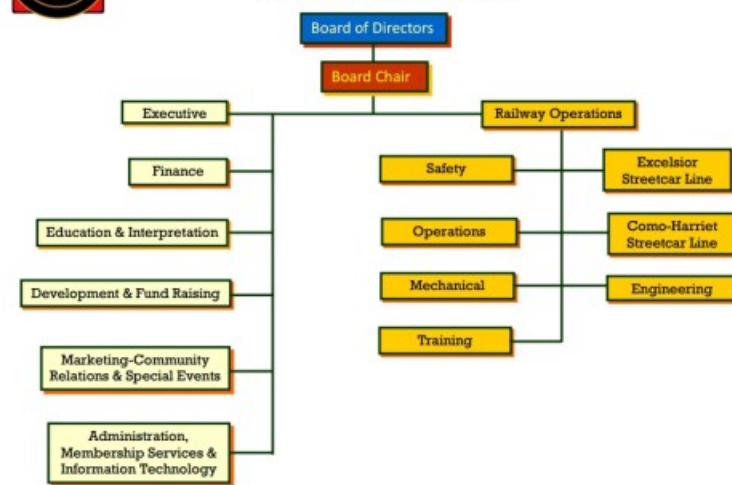 Board of Directors
Board Chair
Executive
Railway Operations
Finance
Safety
Excelsior
Streetcar Line
Education & Interpretation
Operations
Como-Harriet
Streetcar Line
Development & Fund Raising
Mechanical
Engineering
Training
Marketing-Community
Relations & Special Events
Administration,
Membership Services &
Information Technology